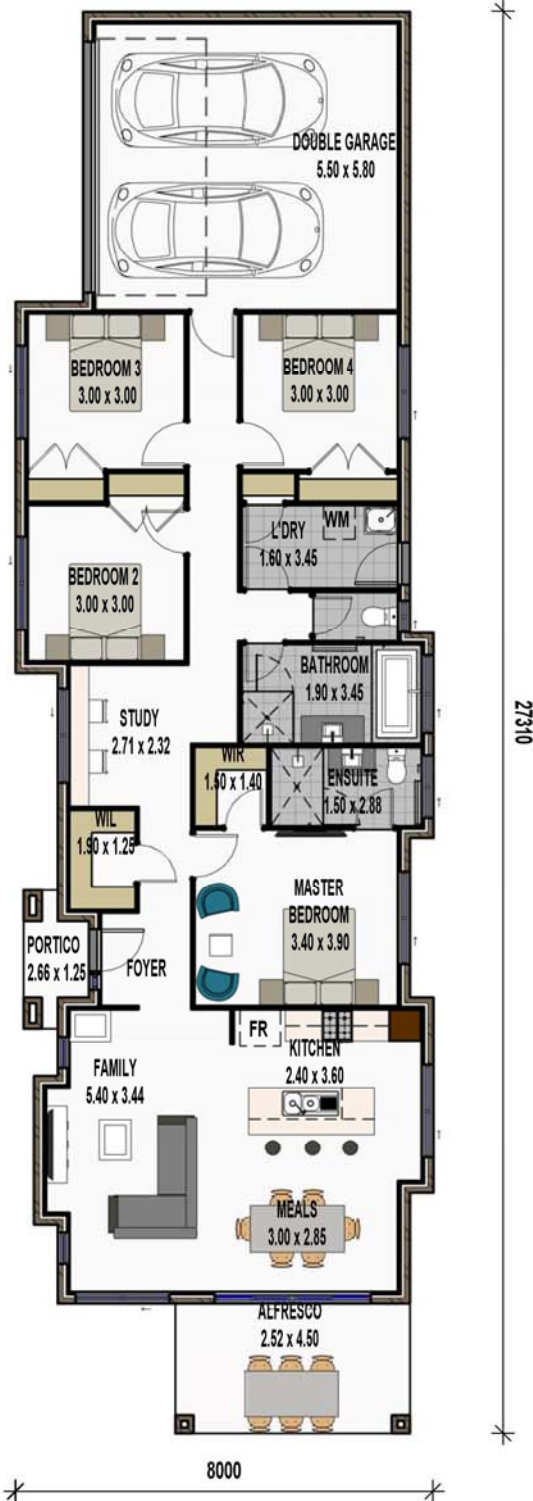 DOUBLE GARAGE
5.50 x 5.80
BEDROOM 3
3.00 x 3.00
BEDROOM 4
3.00 x 3.00
L'DRY
1.60 x 3.45
WM
BEDROOM 2
3.00 x 3.00
BATHROOM
1.90 x 3.45
STUDY
2.71 x 2.32
27310
WIR
1.50 x 1.40
ENSUITE
1.50 x 2.88
WIL
1.90 x 1.25
MASTER
BEDROOM
3.40 x 3.90
PORTICO
2.66 x 1.25
FOYER
FR
KITCHEN
2.40 x 3.60
FAMILY
5.40 x 3.44
MEALS
3.00 x 2.85
ALFRESCO
2.52 x 4.50
8000